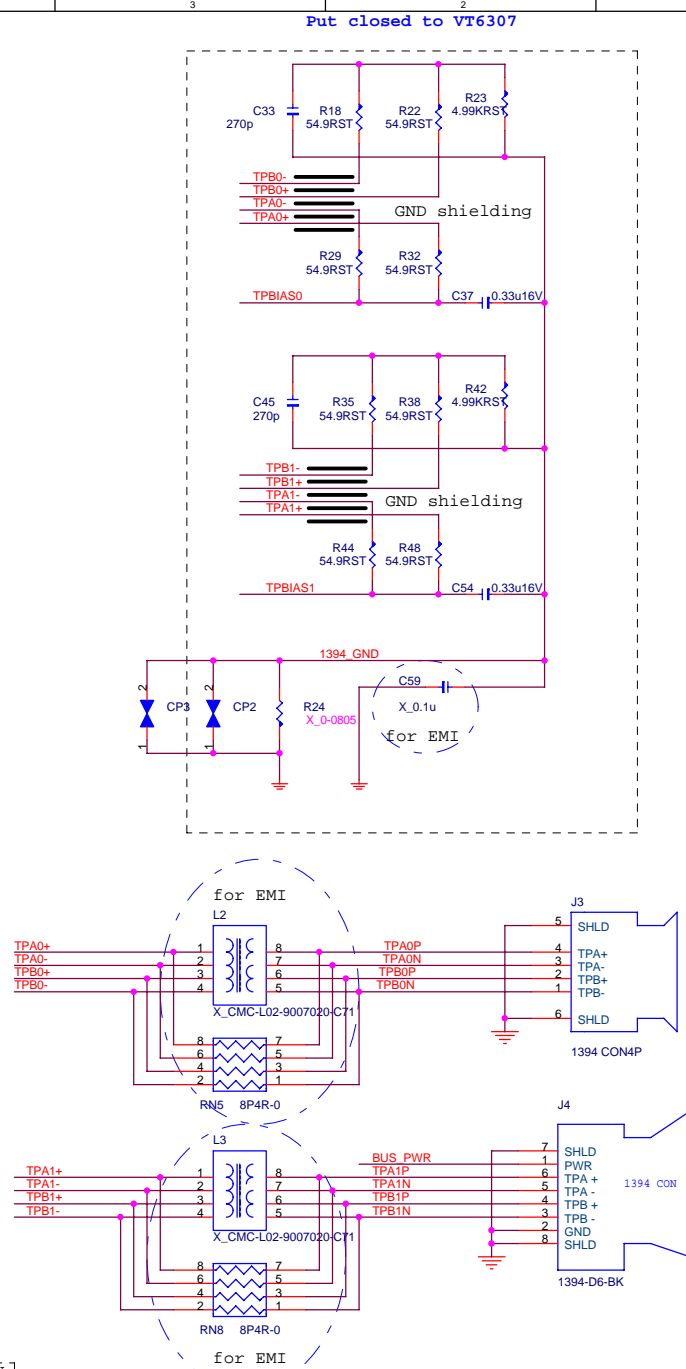 3
2
Put closed to VT6307
C33
270p
R18
54.9RST
R22
54.9RST
R23
4.99KRST
TPB0-
TPB0+
TPA0-
TPA0+
GND shielding
R29
54.9RST
R32
54.9RST
TPBIAS0
C37
0.33u16V
C45
270p
R35
54.9RST
R38
54.9RST
R42
4.99KRST
TPB1-
TPB1+
TPA1-
TPA1+
GND shielding
R44
54.9RST
R48
54.9RST
TPBIAS1
C54
0.33u16V
1394_GND
2
1
CP3
2
1
CP2
R24
X_0-0805
C59
X_0.1u
for EMI
for EMI
L2
TPA0+ 1 8 TPA0P
TPA0- 2 7 TPA0N
TPB0+ 3 6 TPB0P
TPB0- 4 5 TPB0N
X_CMC-L02-9007020-C71
8 7
6 5
4 3
2 1
RN5 8P4R-0
J3
5 SHLD
4 TPA+
3 TPA-
2 TPB+
1 TPB-
6 SHLD
1394 CON4P
L3
TPA1+ 1 8 TPA1P
TPA1- 2 7 TPA1N
TPB1+ 3 6 TPB1P
TPB1- 4 5 TPB1N
X_CMC-L02-9007020-C71
8 7
6 5
4 3
2 1
RN8 8P4R-0
for EMI
J4
BUS_PWR
7 SHLD
1 PWR
6 TPA +
5 TPA -
4 TPB +
3 TPB -
2 GND
8 SHLD
1394 CON
1394-D6-BK